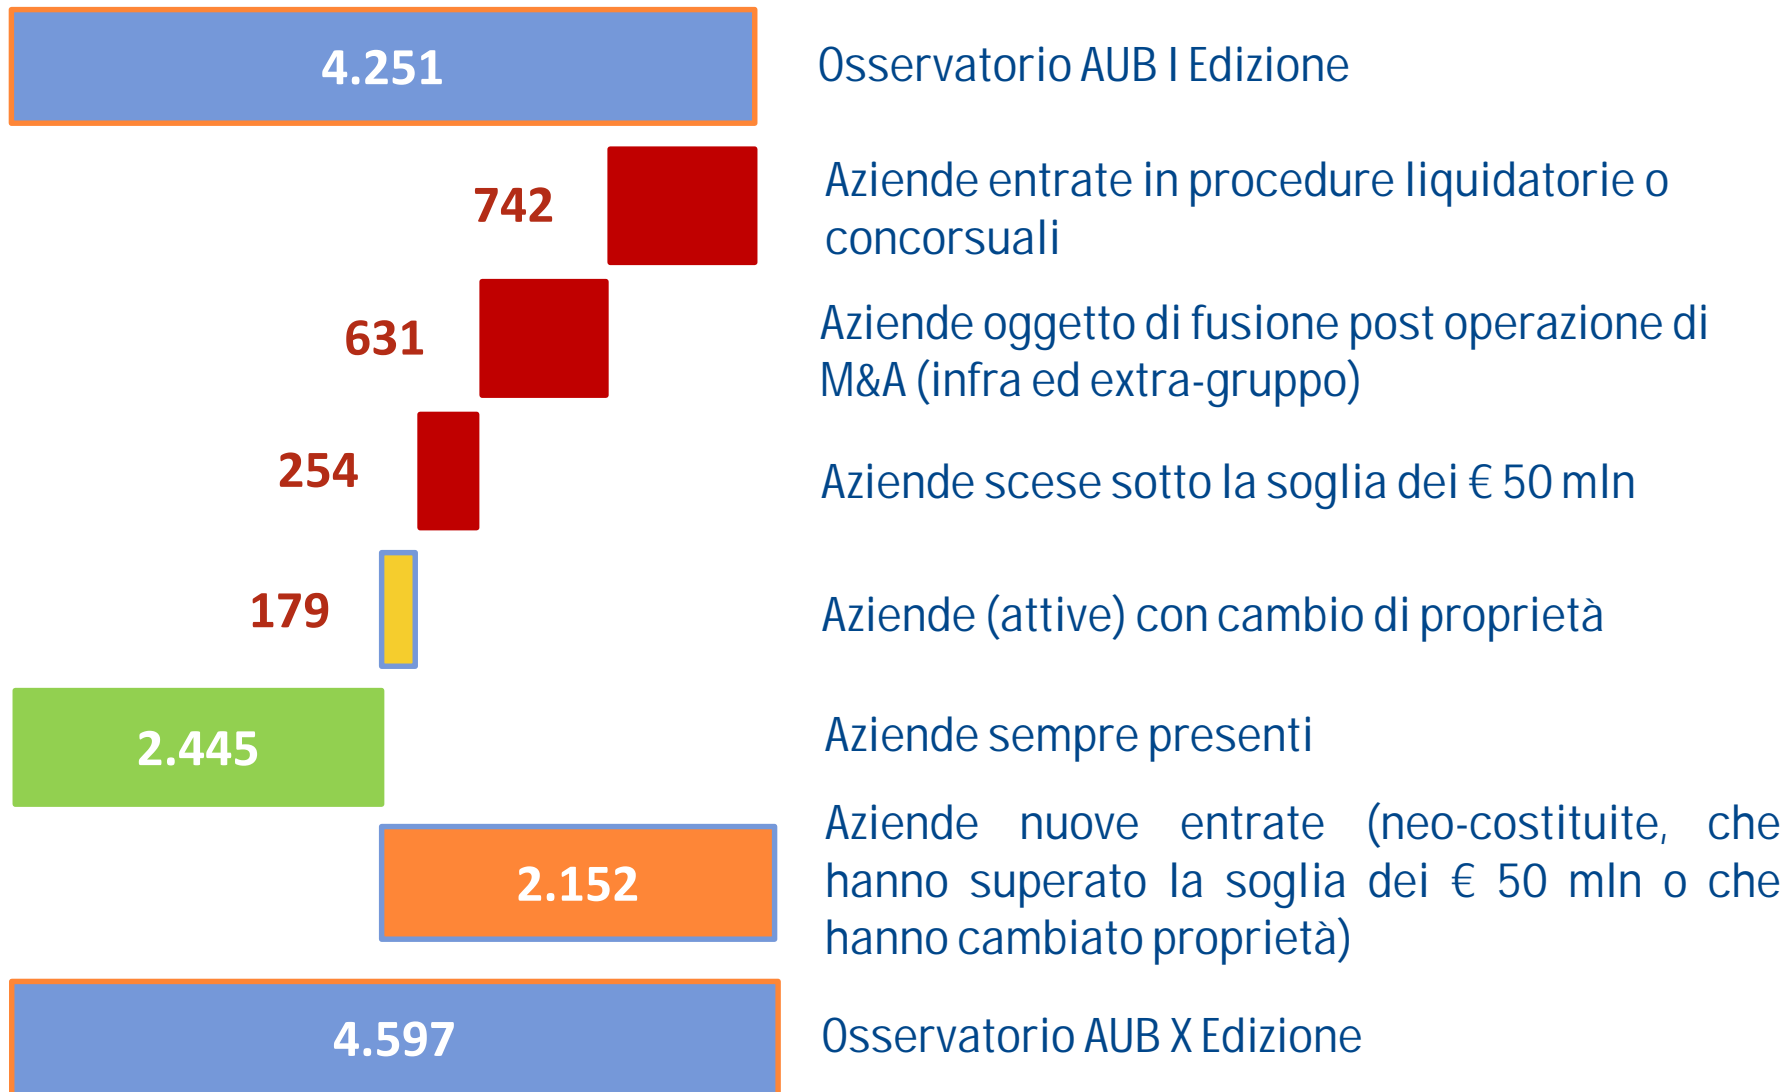 4.251
Osservatorio AUB I Edizione
742
Aziende entrate in procedure liquidatorie o
concorsuali
631
Aziende oggetto di fusione post operazione di
M&A (infra ed extra-gruppo)
254
Aziende scese sotto la soglia dei € 50 mln
179
Aziende (attive) con cambio di proprietà
2.445
Aziende sempre presenti
2.152
Aziende nuove entrate (neo-costituite, che
hanno superato la soglia dei € 50 mln o che
hanno cambiato proprietà)
4.597
Osservatorio AUB X Edizione